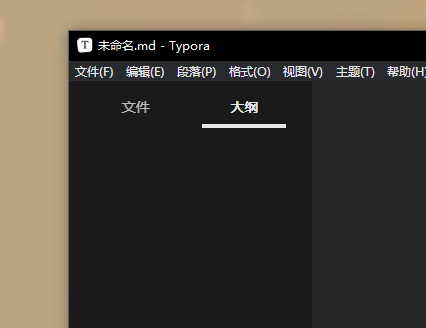 T 未命名.md - Typora
文件(F) 编辑(E) 段落(P) 格式(O) 视图(V) 主题(T) 帮助(H)
文件 大纲